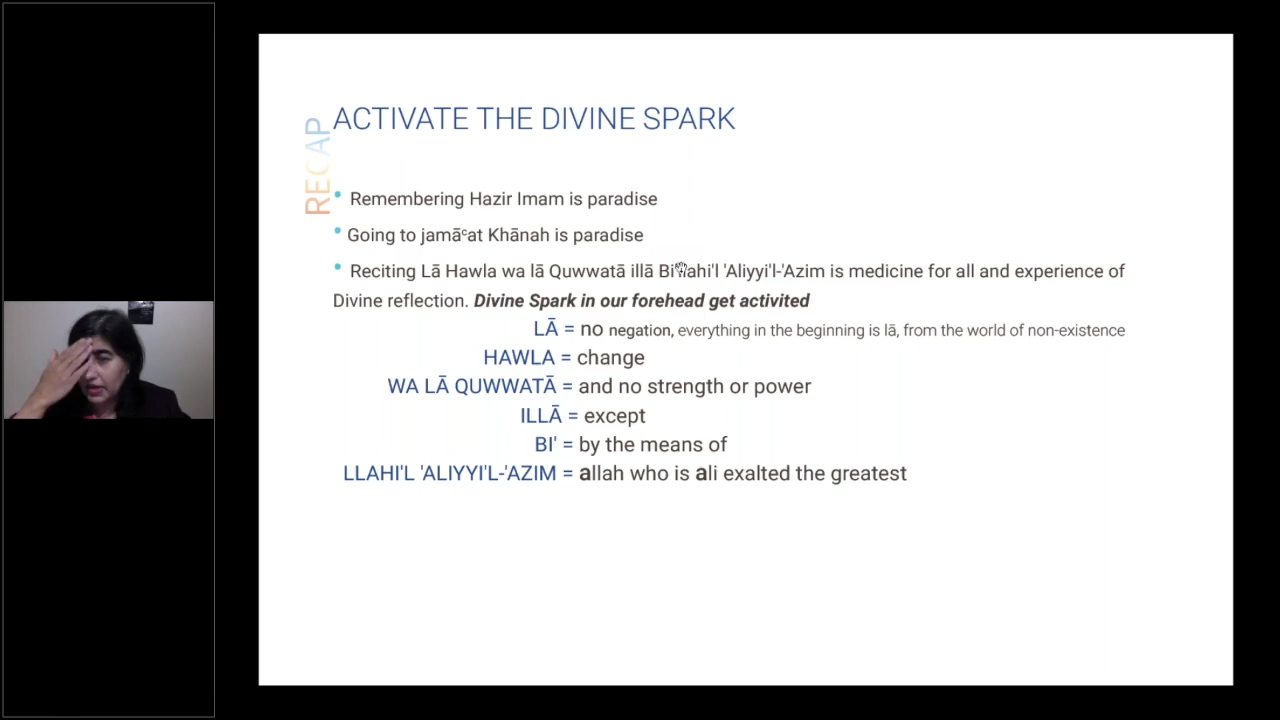 RECAP
ACTIVATE THE DIVINE SPARK
• Remembering Hazir Imam is paradise
• Going to jamāᶜat Khānah is paradise
• Reciting Lā Hawla wa lā Quwwatā illā Bi'llahi'l 'Aliyyi'l-'Azim is medicine for all and experience of
Divine reflection. Divine Spark in our forehead get activited
LĀ = no negation, everything in the beginning is lā, from the world of non-existence
HAWLA = change
WA LĀ QUWWATĀ = and no strength or power
ILLĀ = except
BI' = by the means of
LLAHI'L 'ALIYYI'L-'AZIM = allah who is ali exalted the greatest